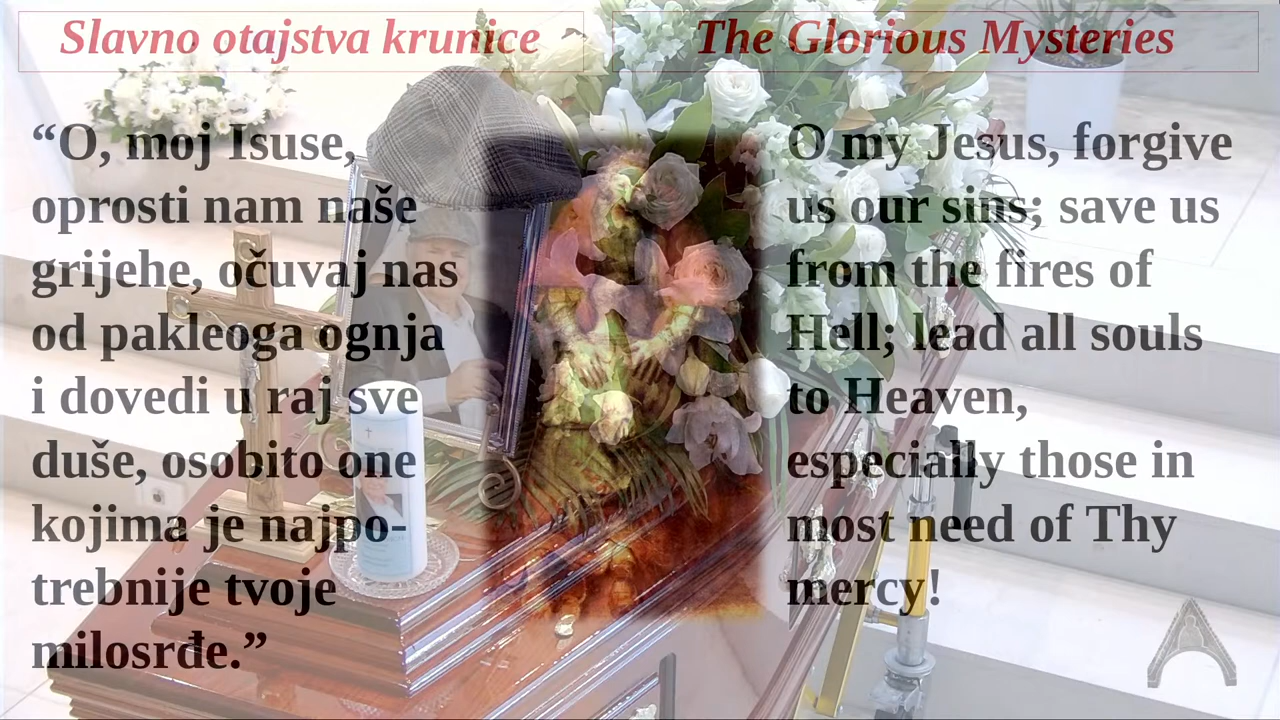 Slavno otajstva krunice
The Glorious Mysteries
“O, moj Isuse,
oprosti nam naše
grijehe, očuvaj nas
od pakleoga ognja
i dovedi u raj sve
duše, osobito one
kojima je najpo-
trebnije tvoje
milosrđe.”
O my Jesus, forgive
us our sins; save us
from the fires of
Hell; lead all souls
to Heaven,
especially those in
most need of Thy
mercy!